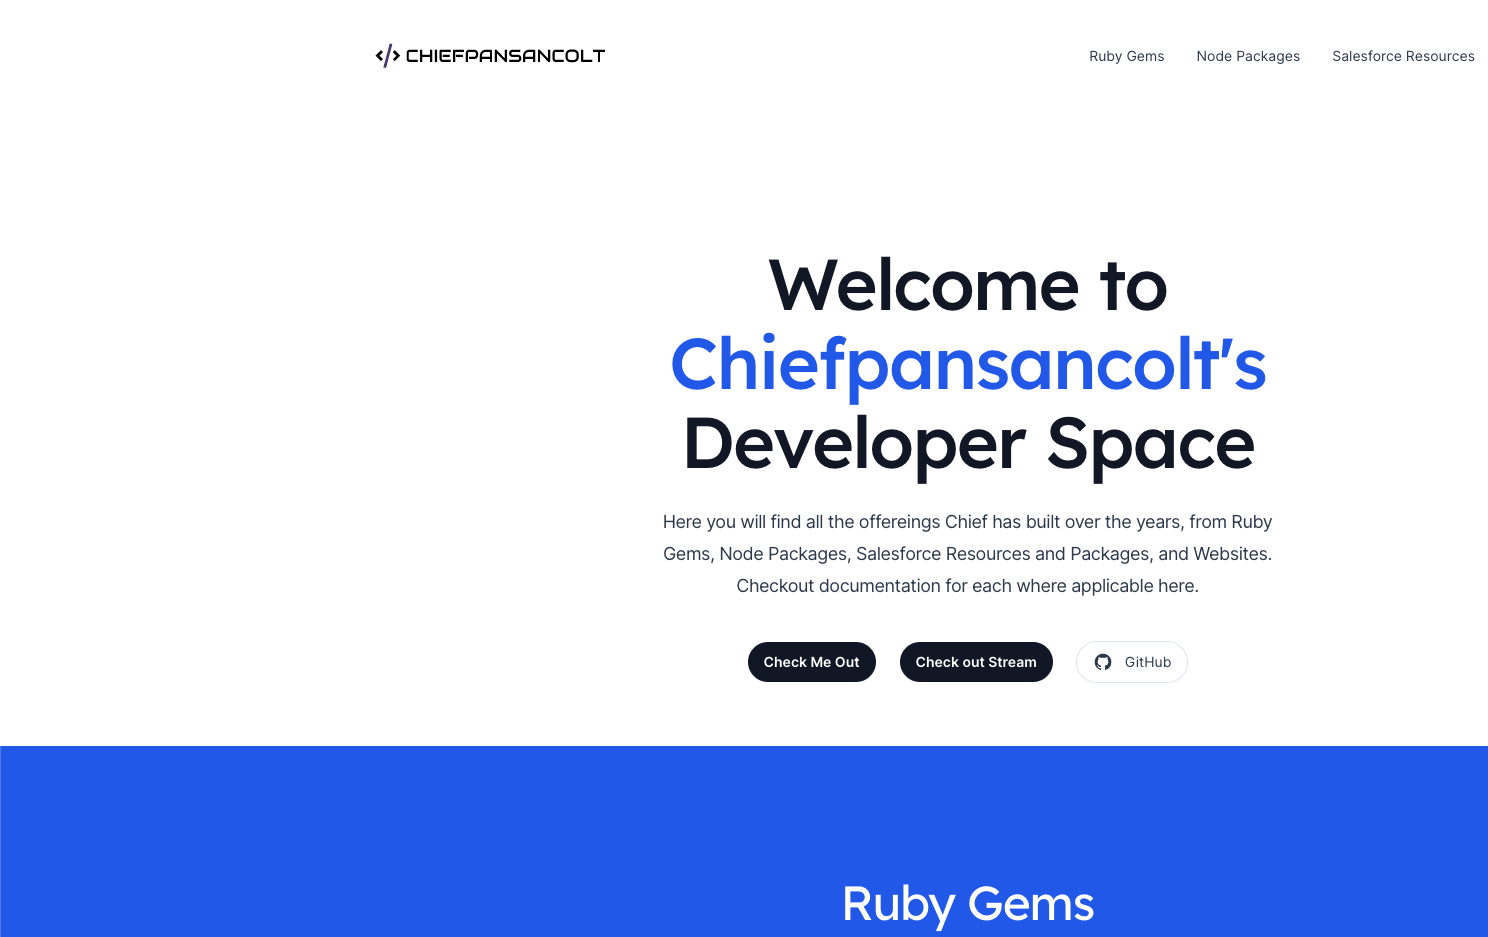 </> CHIEFPANSANCOLT
Ruby Gems Node Packages Salesforce Resources
Welcome to
Chiefpansancolt's
Developer Space
Here you will find all the offereings Chief has built over the years, from Ruby
Gems, Node Packages, Salesforce Resources and Packages, and Websites.
Checkout documentation for each where applicable here.
Check Me Out Check out Stream GitHub
Ruby Gems